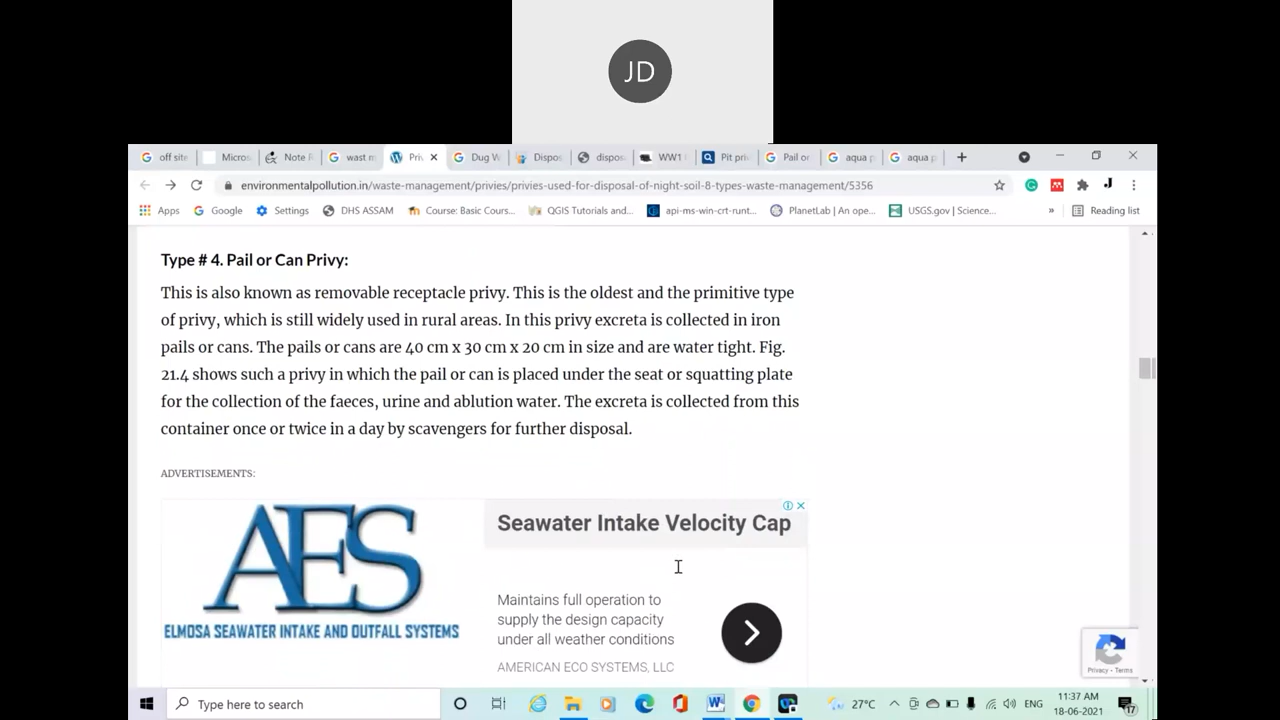 JD
off site
Micros
Note R
wast m
Priv
Dug W
Dispos
dispos
WW1
Pit pri
Pail or
aqua p
aqua p
environmentalpollution.in/waste-management/privies/privies-used-for-disposal-of-night-soil-8-types-waste-management/5356
J
Apps
Google
Settings
DHS ASSAM
Course: Basic Cours...
QGIS Tutorials and...
api-ms-win-crt-runt...
PlanetLab | An ope...
USGS.gov | Science...
»
Reading list
Type # 4. Pail or Can Privy:
This is also known as removable receptacle privy. This is the oldest and the primitive type
of privy, which is still widely used in rural areas. In this privy excreta is collected in iron
pails or cans. The pails or cans are 40 cm x 30 cm x 20 cm in size and are water tight. Fig.
21.4 shows such a privy in which the pail or can is placed under the seat or squatting plate
for the collection of the faeces, urine and ablution water. The excreta is collected from this
container once or twice in a day by scavengers for further disposal.
ADVERTISEMENTS:
AES
ELMOSA SEAWATER INTAKE AND OUTFALL SYSTEMS
Seawater Intake Velocity Cap
Maintains full operation to
supply the design capacity
under all weather conditions
AMERICAN ECO SYSTEMS, LLC
Privacy - Terms
Type here to search
27°C
ENG
11:37 AM
18-06-2021
17